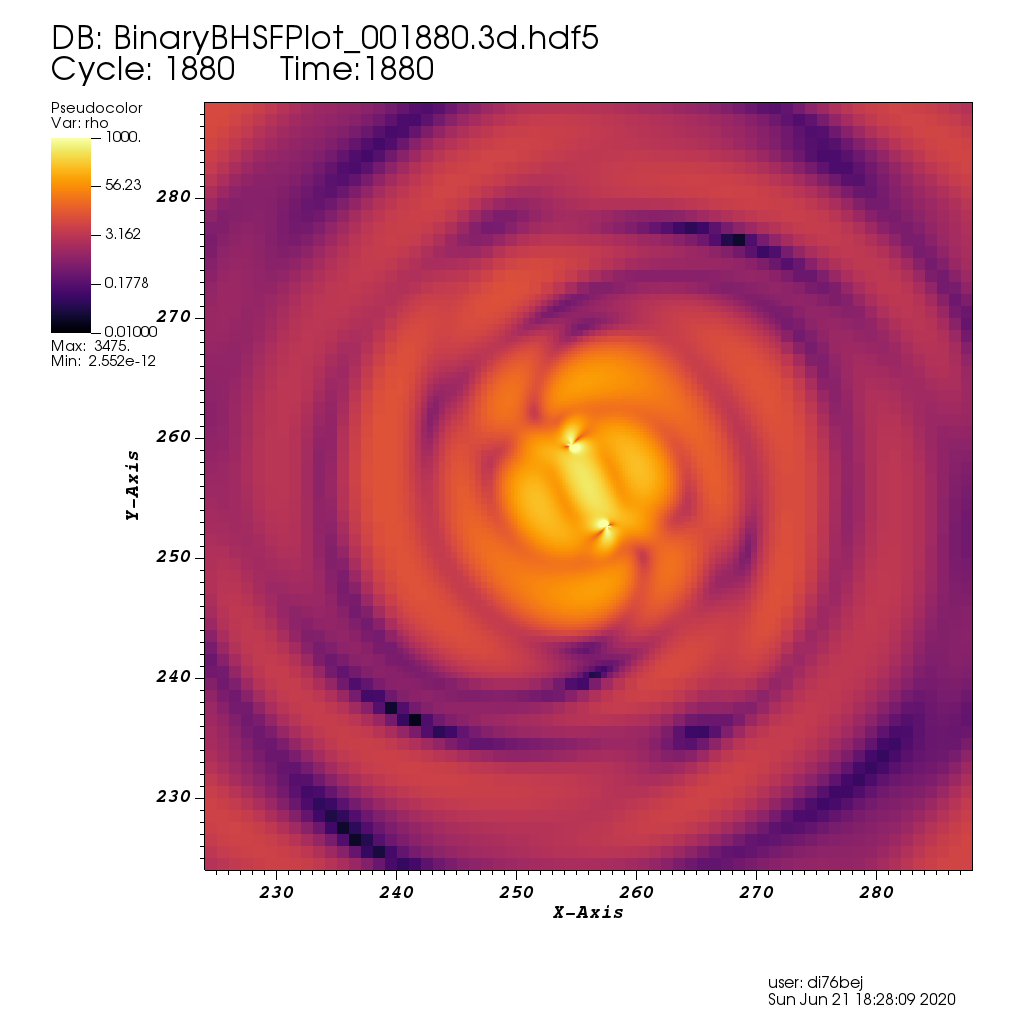 DB: BinaryBHSFPlot_001880.3d.hdf5
Cycle: 1880 Time:1880
Pseudocolor
Var: rho
1000.
56.23
3.162
0.1778
0.01000
Max: 3475.
Min: 2.552e-12
280
270
260
250
240
230
Y-Axis
230 240 250 260 270 280
X-Axis
user: di76bej
Sun Jun 21 18:28:09 2020